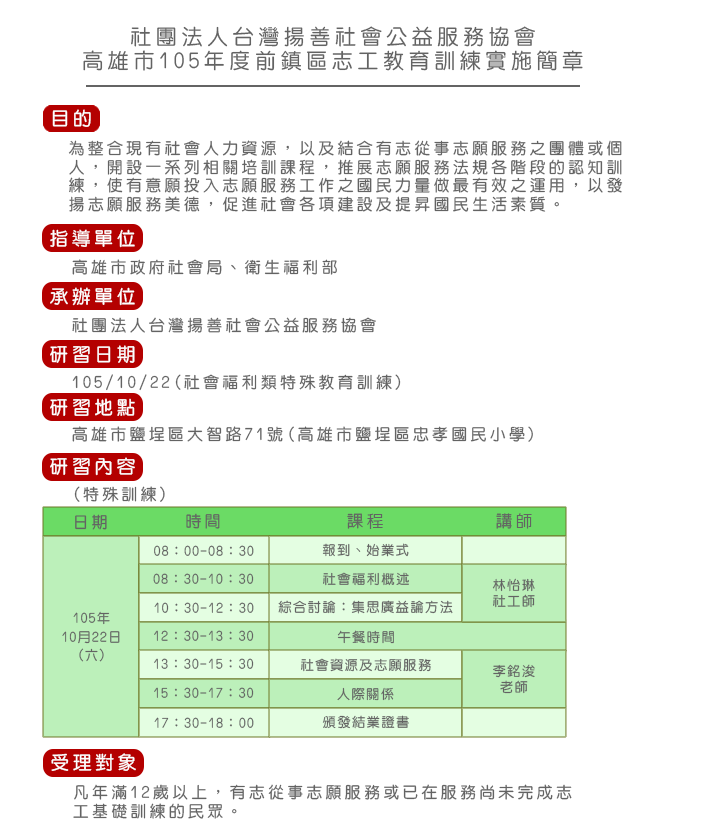 社團法人台灣揚善社會公益服務協會
高雄市105年度前鎮區志工教育訓練實施簡章
目的
為整合現有社會人力資源，以及結合有志從事志願服務之團體或個
人，開設一系列相關培訓課程，推展志願服務法規各階段的認知訓
練，使有意願投入志願服務工作之國民力量做最有效之運用，以發
揚志願服務美德，促進社會各項建設及提昇國民生活素質。
指導單位
高雄市政府社會局、衛生福利部
承辦單位
社團法人台灣揚善社會公益服務協會
研習日期
105/10/22(社會福利類特殊教育訓練)
研習地點
高雄市鹽埕區大智路71號(高雄市鹽埕區忠孝國民小學)
研習內容
(特殊訓練)
日期 時間 課程 講師
08：00-08：30 報到、始業式
08：30-10：30 社會福利概述
10：30-12：30 綜合討論：集思廣益論方法
林怡琳
社工師
105年
10月22日
(六)
12：30-13：30 午餐時間
13：30-15：30 社會資源及志願服務
15：30-17：30 人際關係
李銘浚
老師
17：30-18：00 頒發結業證書
受理對象
凡年滿12歲以上，有志從事志願服務或已在服務尚未完成志
工基礎訓練的民眾。